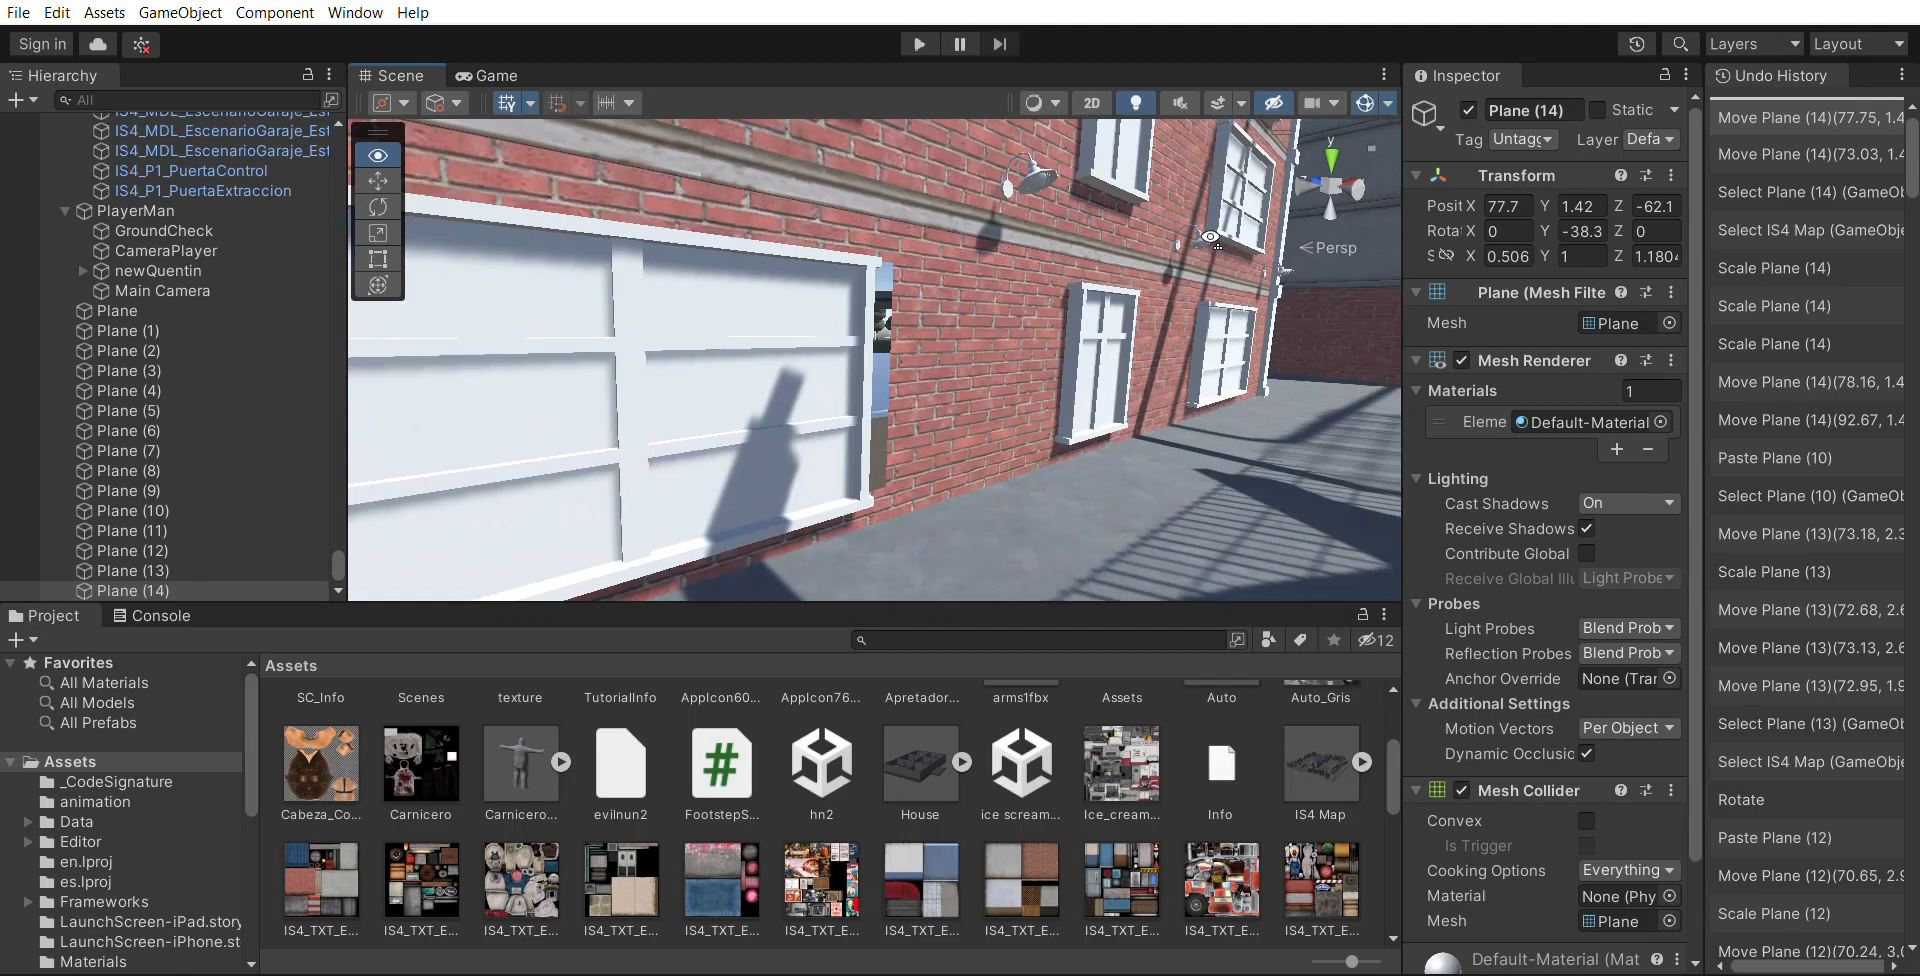 File Edit Assets GameObject Component Window Help
Sign in
Layers
Layout
Hierarchy
All
IS4_MDL_EscenarioGaraje_Est
IS4_MDL_EscenarioGaraje_Est
IS4_MDL_EscenarioGaraje_Est
IS4_P1_PuertaControl
IS4_P1_PuertaExtraccion
PlayerMan
GroundCheck
CameraPlayer
newQuentin
Main Camera
Plane
Plane (1)
Plane (2)
Plane (3)
Plane (4)
Plane (5)
Plane (6)
Plane (7)
Plane (8)
Plane (9)
Plane (10)
Plane (11)
Plane (12)
Plane (13)
Plane (14)
Scene Game
2D
y
Persp
Inspector
Plane (14) Static
Tag Untagg Layer Defa
Transform
Posit X 77.7 Y 1.42 Z -62.1
Rota X 0 Y -38.3 Z 0
S X 0.506 Y 1 Z 1.1804
Plane (Mesh Filte
Mesh Plane
Mesh Renderer
Materials 1
Eleme Default-Material
Lighting
Cast Shadows On
Receive Shadows
Contribute Global
Receive Global Illu Light Probe
Probes
Light Probes Blend Prob
Reflection Probes Blend Prob
Anchor Override None (Tran
Additional Settings
Motion Vectors Per Object
Dynamic Occlusic
Mesh Collider
Convex
Is Trigger
Cooking Options Everything
Material None (Phy
Mesh Plane
Default-Material (Mat
Undo History
Move Plane (14)(77.75, 1.4
Move Plane (14)(73.03, 1.4
Select Plane (14) (GameOb
Select IS4 Map (GameObje
Scale Plane (14)
Scale Plane (14)
Scale Plane (14)
Move Plane (14)(78.16, 1.4
Move Plane (14)(92.67, 1.4
Paste Plane (10)
Select Plane (10) (GameOb
Move Plane (13)(73.18, 2.3
Scale Plane (13)
Move Plane (13)(72.68, 2.6
Move Plane (13)(73.13, 2.6
Move Plane (13)(72.95, 1.9
Select Plane (13) (GameOb
Select IS4 Map (GameObje
Rotate
Paste Plane (12)
Move Plane (12)(70.65, 2.9
Scale Plane (12)
Move Plane (12)(70.24, 3.0
Project Console
12
Favorites
All Materials
All Models
All Prefabs
Assets
_CodeSignature
animation
Data
Editor
en.lproj
es.lproj
Frameworks
LaunchScreen-iPad.story
LaunchScreen-iPhone.st
Materials
Assets
SC_Info Scenes texture TutorialInfo AppIcon60... AppIcon76... Apretador... arms1fbx Assets Auto Auto_Gris
Cabeza_Co... Carnicero Carnicero... evilnun2 FootstepS... hn2 House ice scream... Ice_cream... Info IS4 Map
IS4_TXT_E... IS4_TXT_E... IS4_TXT_E... IS4_TXT_E... IS4_TXT_E... IS4_TXT_E... IS4_TXT_E... IS4_TXT_E... IS4_TXT_E... IS4_TXT_E... IS4_TXT_E...